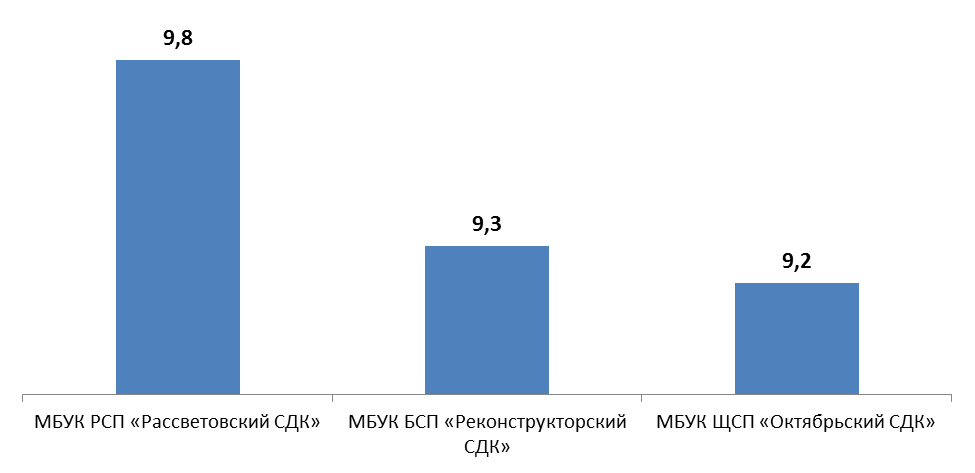 9,8
9,3
9,2
МБУК РСП «Рассветовский СДК»
МБУК БСП «Реконструкторский
СДК»
МБУК ЩСП «Октябрьский СДК»